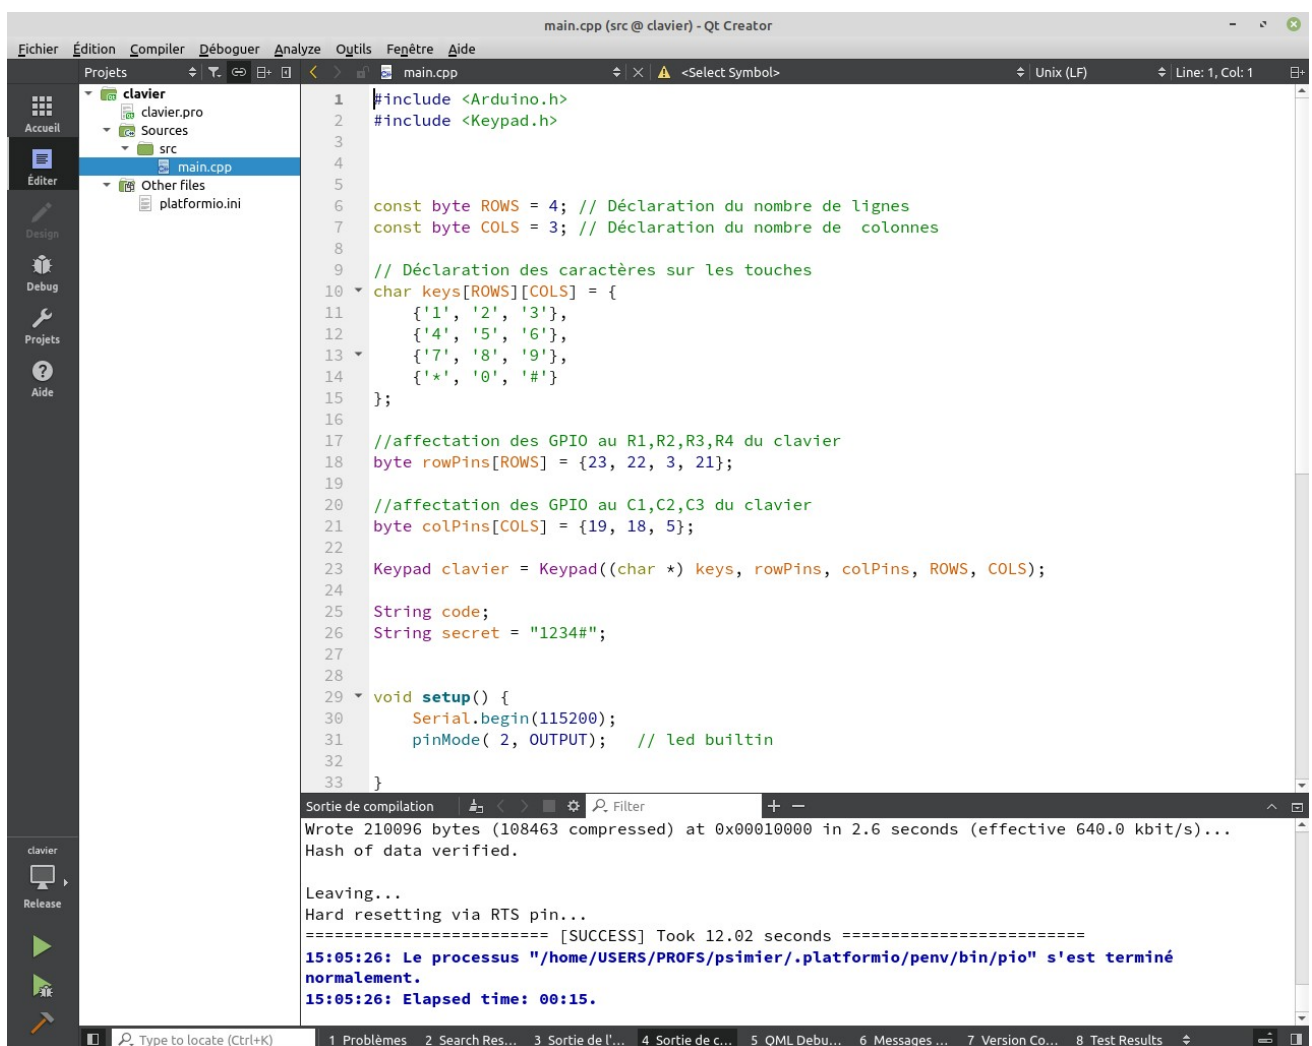 main.cpp (src @ clavier) - Qt Creator
Fichier Édition Compiler Déboguer Analyze Outils Fenêtre Aide
Projets
main.cpp
<Select Symbol>
Unix (LF)
Line: 1, Col: 1
Accueil
Éditer
Design
Debug
Projets
Aide
clavier
clavier.pro
Sources
src
main.cpp
Other files
platformio.ini
1 #include <Arduino.h>
2 #include <Keypad.h>
3
4
5
6 const byte ROWS = 4; // Déclaration du nombre de lignes
7 const byte COLS = 3; // Déclaration du nombre de  colonnes
8
9 // Déclaration des caractères sur les touches
10 char keys[ROWS][COLS] = {
11     {'1', '2', '3'},
12     {'4', '5', '6'},
13     {'7', '8', '9'},
14     {'*', '0', '#'}
15 };
16
17 //affectation des GPIO au R1,R2,R3,R4 du clavier
18 byte rowPins[ROWS] = {23, 22, 3, 21};
19
20 //affectation des GPIO au C1,C2,C3 du clavier
21 byte colPins[COLS] = {19, 18, 5};
22
23 Keypad clavier = Keypad((char *) keys, rowPins, colPins, ROWS, COLS);
24
25 String code;
26 String secret = "1234#";
27
28
29 void setup() {
30     Serial.begin(115200);
31     pinMode( 2, OUTPUT);   // led builtin
32
33 }
Sortie de compilation
Filter
Wrote 210096 bytes (108463 compressed) at 0x00010000 in 2.6 seconds (effective 640.0 kbit/s)...
Hash of data verified.
Leaving...
Hard resetting via RTS pin...
========================= [SUCCESS] Took 12.02 seconds =========================
15:05:26: Le processus "/home/USERS/PROFS/psimier/.platformio/penv/bin/pio" s'est terminé
normalement.
15:05:26: Elapsed time: 00:15.
clavier
Release
Type to locate (Ctrl+K)
1 Problèmes 2 Search Res... 3 Sortie de l'... 4 Sortie de c... 5 QML Debu... 6 Messages ... 7 Version Co... 8 Test Results